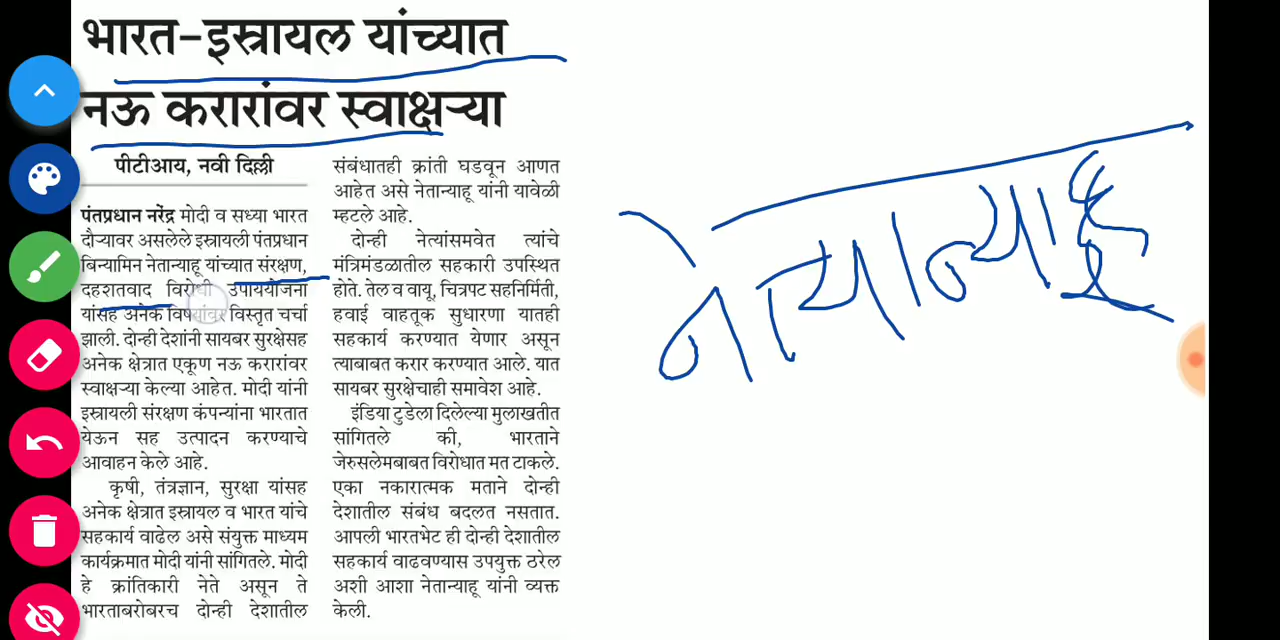 भारत-इस्रायल यांच्यात
नऊ करारांवर स्वाक्षऱ्या
पीटीआय, नवी दिल्ली
पंतप्रधान नरेंद्र मोदी व सध्या भारत
दौऱ्यावर असलेले इस्रायली पंतप्रधान
बिन्यामिन नेतान्याहू यांच्यात संरक्षण,
दहशतवाद विरोधी उपाययोजना
यांसह अनेक विषयांवर विस्तृत चर्चा
झाली. दोन्ही देशांनी सायबर सुरक्षेसह
अनेक क्षेत्रात एकूण नऊ करारांवर
स्वाक्षऱ्या केल्या आहेत. मोदी यांनी
इस्रायली संरक्षण कंपन्यांना भारतात
येऊन सह उत्पादन करण्याचे
आवाहन केले आहे.
कृषी, तंत्रज्ञान, सुरक्षा यांसह
अनेक क्षेत्रात इस्रायल व भारत यांचे
सहकार्य वाढेल असे संयुक्त माध्यम
कार्यक्रमात मोदी यांनी सांगितले. मोदी
हे क्रांतिकारी नेते असून ते
भारताबरोबरच दोन्ही देशातील
संबंधातही क्रांती घडवून आणत
आहेत असे नेतान्याहू यांनी यावेळी
म्हटले आहे.
दोन्ही नेत्यांसमवेत त्यांचे
मंत्रिमंडळातील सहकारी उपस्थित
होते. तेल व वायू, चित्रपट सहनिर्मिती,
हवाई वाहतूक सुधारणा यातही
सहकार्य करण्यात येणार असून
त्याबाबत करार करण्यात आले. यात
सायबर सुरक्षेचाही समावेश आहे.
इंडिया टुडेला दिलेल्या मुलाखतीत
सांगितले की, भारताने
जेरुसलेमबाबत विरोधात मत टाकले.
एका नकारात्मक मताने दोन्ही
देशातील संबंध बदलत नसतात.
आपली भारतभेट ही दोन्ही देशातील
सहकार्य वाढवण्यास उपयुक्त ठरेल
अशी आशा नेतान्याहू यांनी व्यक्त
केली.
नेत्यान्याहू